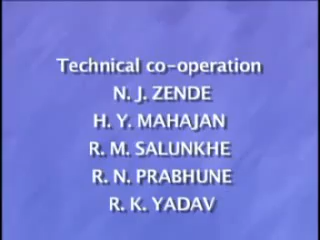 Technical co-operation
N. J. ZENDE
H. Y. MAHAJAN
R. M. SALUNKHE
R. N. PRABHUNE
R. K. YADAV